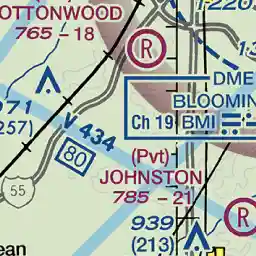 OTTONWOOD
765 - 18
1220
R
DME
BLOOMIN
Ch 19 BMI
971
257)
V 434
80
(Pvt)
JOHNSTON
785 - 21
55
R
939
(213)
ean